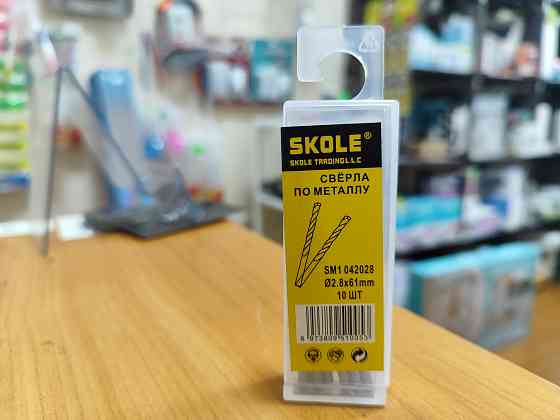 SKOLE®
SKOLE TRADING L.L.C
СВЁРЛА
ПО МЕТАЛЛУ
SM1 042028
Ø2.8x61mm
10 ШТ